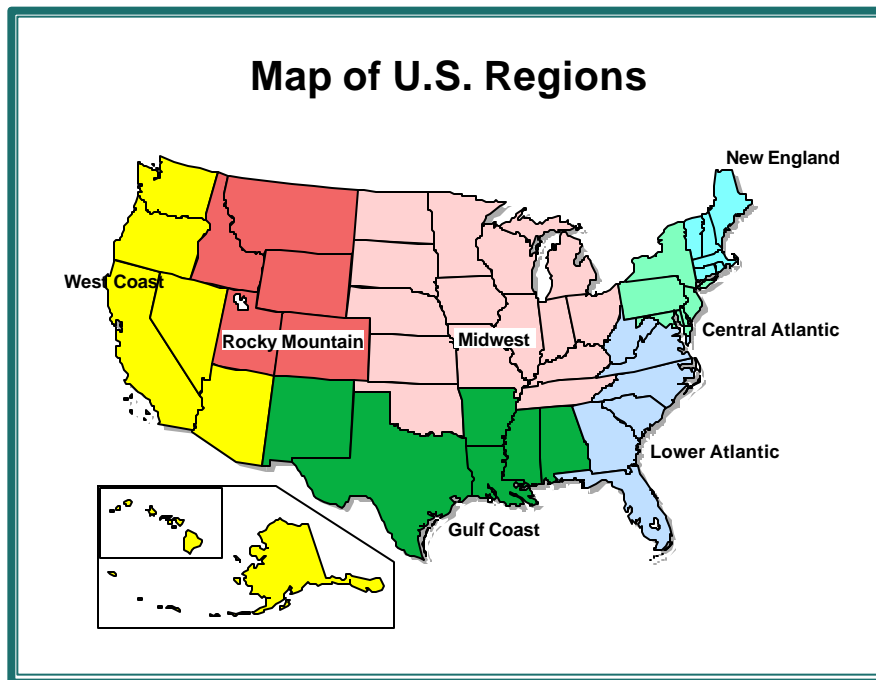 Map of U.S. Regions
New England
West Coast
Central Atlantic
Rocky Mountain
Midwest
Lower Atlantic
Gulf Coast